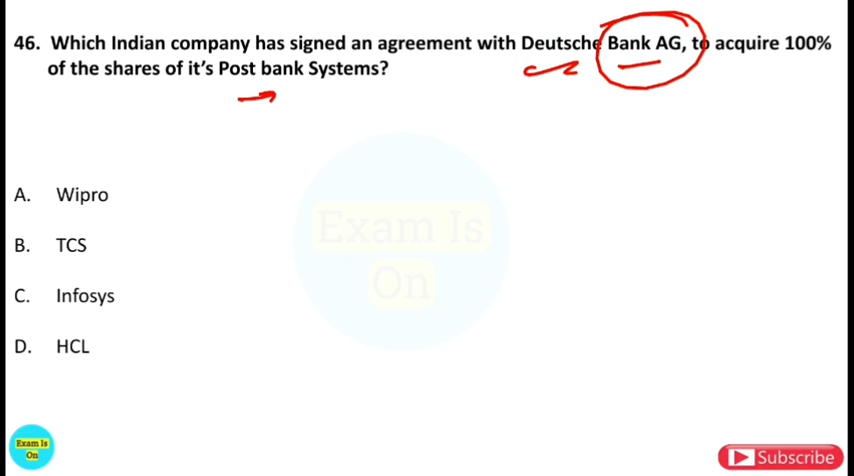 46. Which Indian company has signed an agreement with Deutsche Bank AG, to acquire 100%
of the shares of it's Post bank Systems?
Exam Is
On
A. Wipro
B. TCS
C. Infosys
D. HCL
Exam Is
On
Subscribe